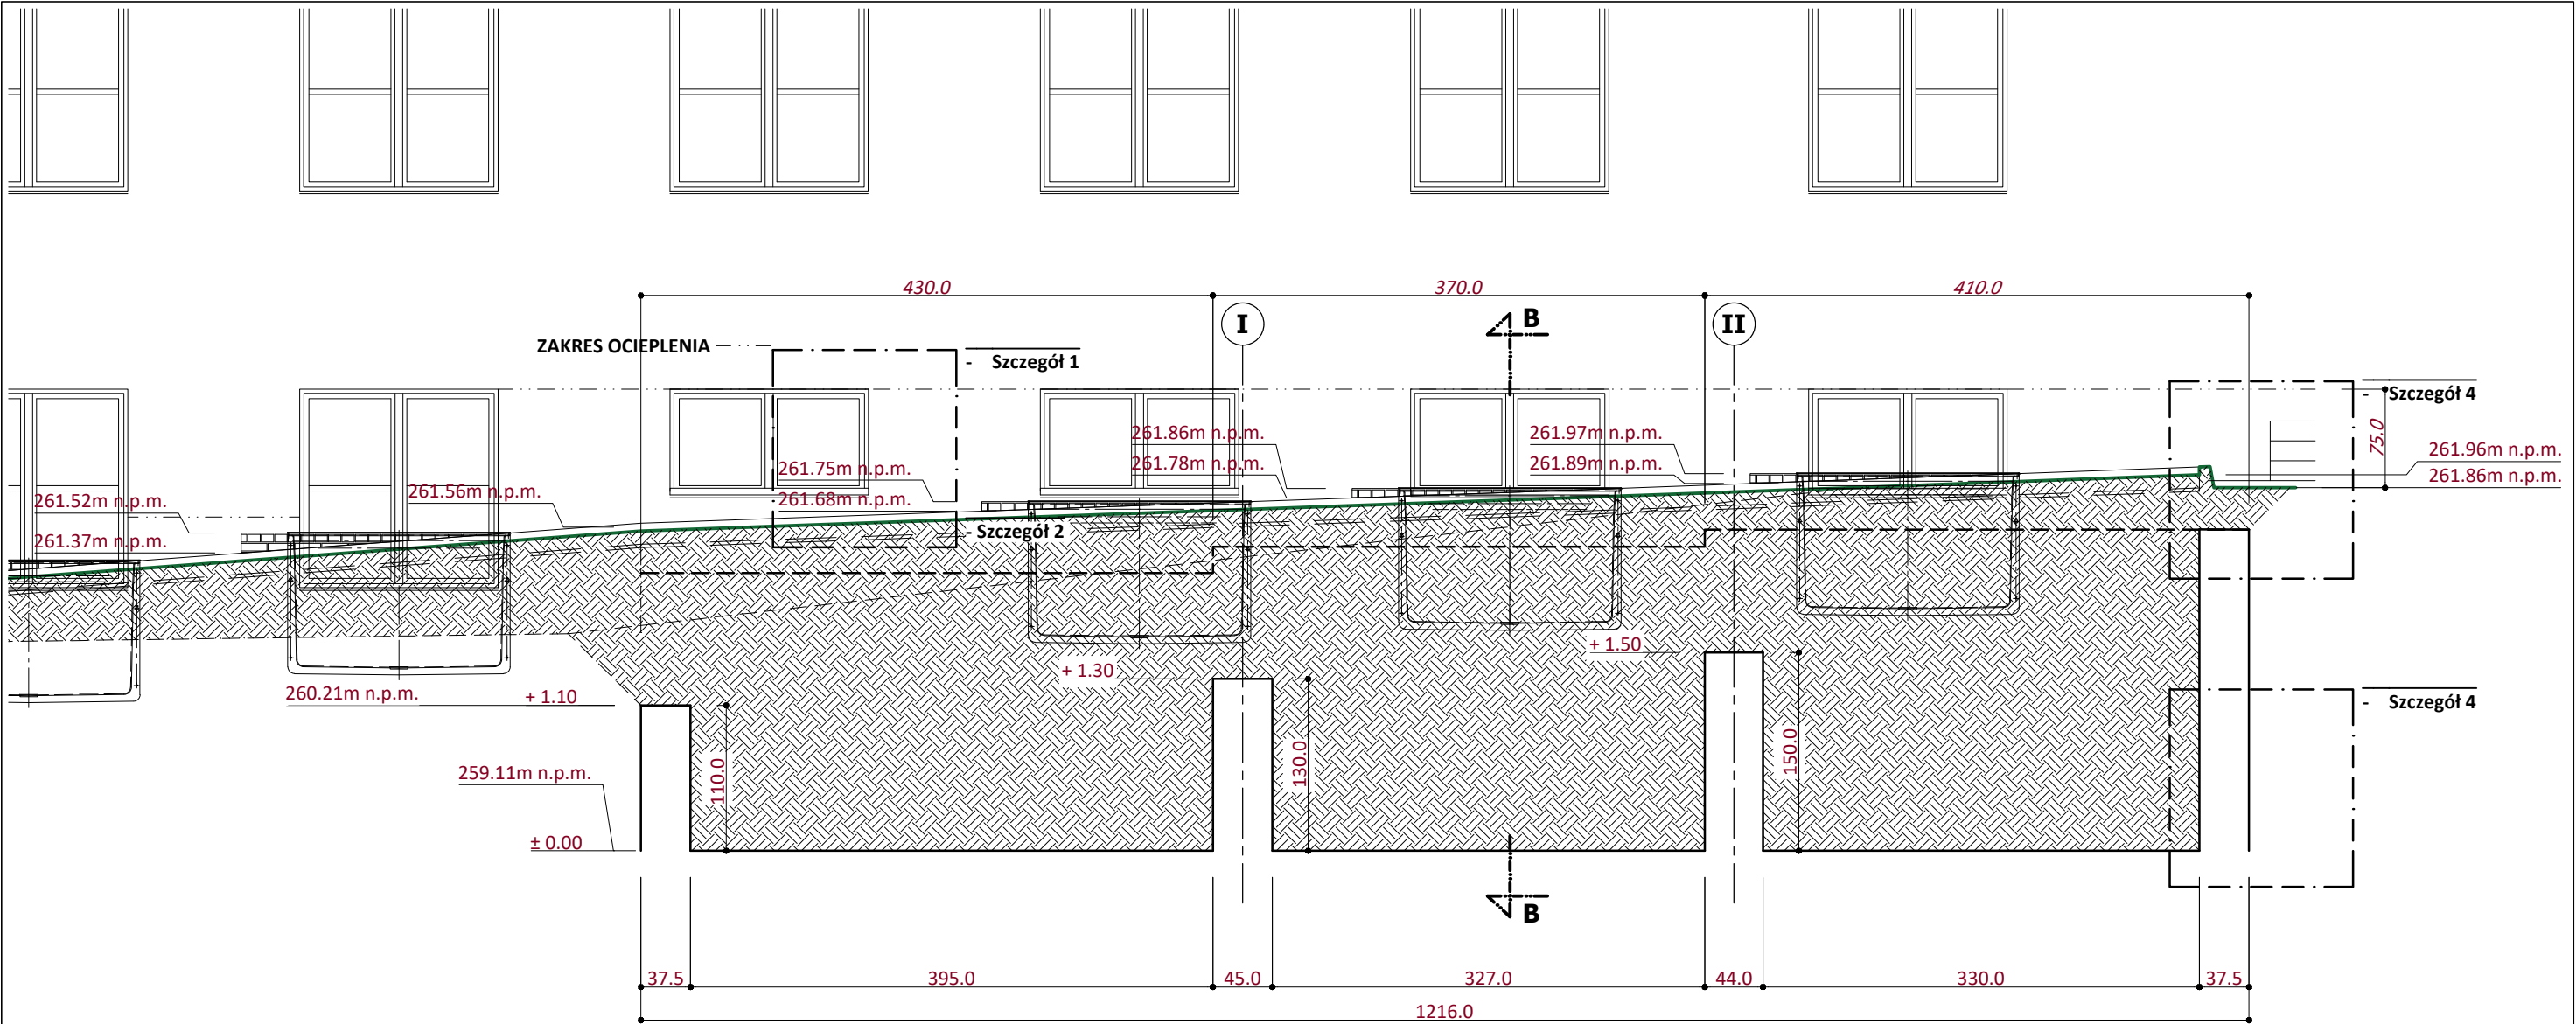 430.0
370.0
410.0
I
B
II
ZAKRES OCIEPLENIA
- Szczegół 1
- Szczegół 4
75.0
261.86m n.p.m.
261.97m n.p.m.
261.96m n.p.m.
261.75m n.p.m.
261.78m n.p.m.
261.89m n.p.m.
261.86m n.p.m.
261.52m n.p.m.
261.56m n.p.m.
261.68m n.p.m.
- Szczegół 2
261.37m n.p.m.
+ 1.50
+ 1.30
260.21m n.p.m.
+ 1.10
- Szczegół 4
110.0
130.0
150.0
259.11m n.p.m.
± 0.00
B
37.5
395.0
45.0
327.0
44.0
330.0
37.5
1216.0